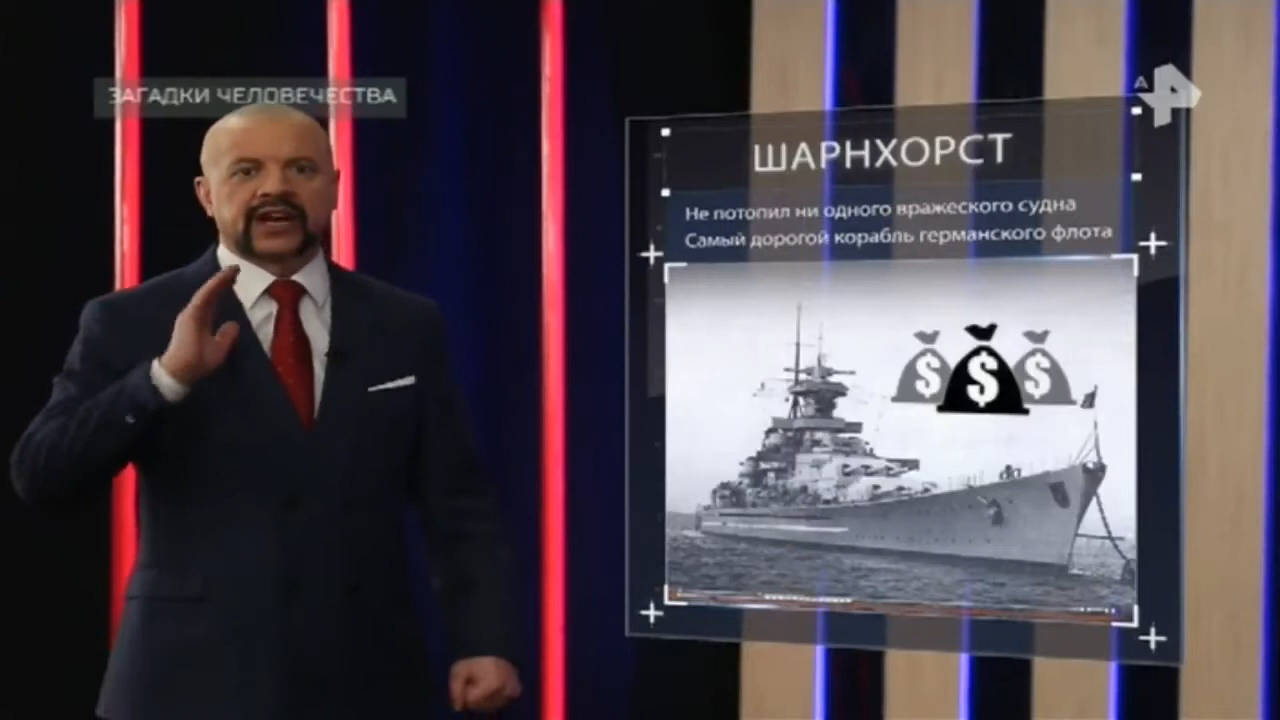 ЗАГАДКИ ЧЕЛОВЕЧЕСТВА
ШАРНХОРСТ
Не потопил ни одного вражеского судна
Самый дорогой корабль германского флота
$ $ $